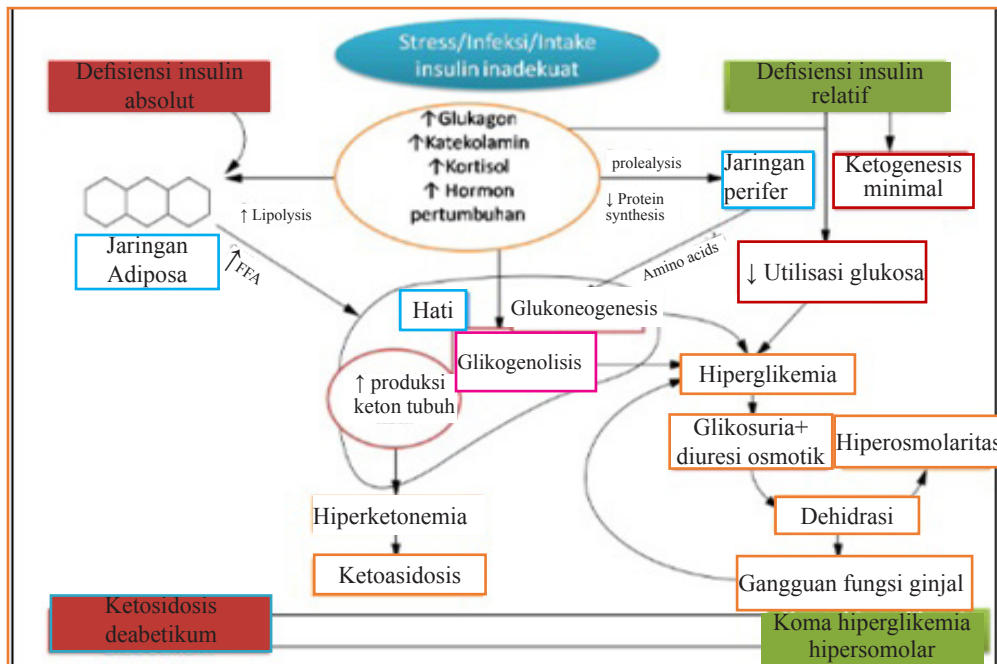 Stress/Infeksi/Intake
insulin inadekuat
Defisiensi insulin
absolut
Defisiensi insulin
relatif
↑Glukagon
↑Katekolamin
↑Kortisol
↑ Hormon
pertumbuhan
prolealysis
↓ Protein
synthesis
Jaringan
perifer
Ketogenesis
minimal
↑ Lipolysis
Jaringan
Adiposa
↑ FFA
Amino acids
↓ Utilisasi glukosa
Hati
Glukoneogenesis
Glikogenolisis
↑ produksi
keton tubuh
Hiperglikemia
Glikosuria+
diuresi osmotik
Hiperosmolaritas
Dehidrasi
Hiperketonemia
Ketoasidosis
Gangguan fungsi ginjal
Ketosidosis
deabetikum
Koma hiperglikemia
hipersomolar